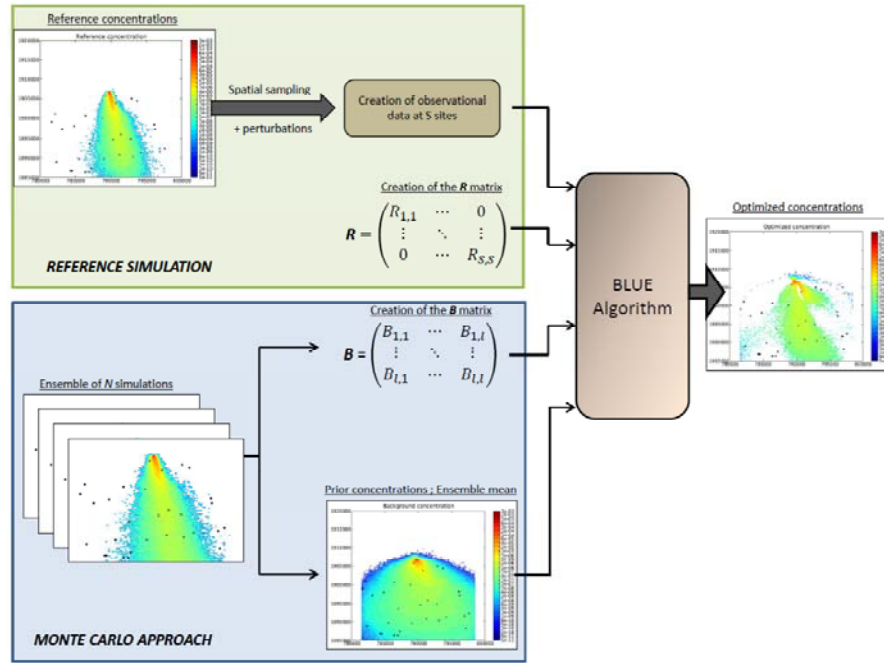 Reference concentrations
Reference concentration
Spatial sampling
+ perturbations
Creation of observational
data at S sites
Creation of the R matrix
R = (R1,1 ⋯ 0
⋮ ⋱ ⋮
0 ⋯ RS,S)
REFERENCE SIMULATION
BLUE
Algorithm
Optimized concentrations
Optimized concentration
Creation of the B matrix
B = (B1,1 ⋯ B1,l
⋮ ⋱ ⋮
Bl,1 ⋯ Bl,l)
Ensemble of N simulations
Prior concentrations ; Ensemble mean
Background concentration
MONTE CARLO APPROACH